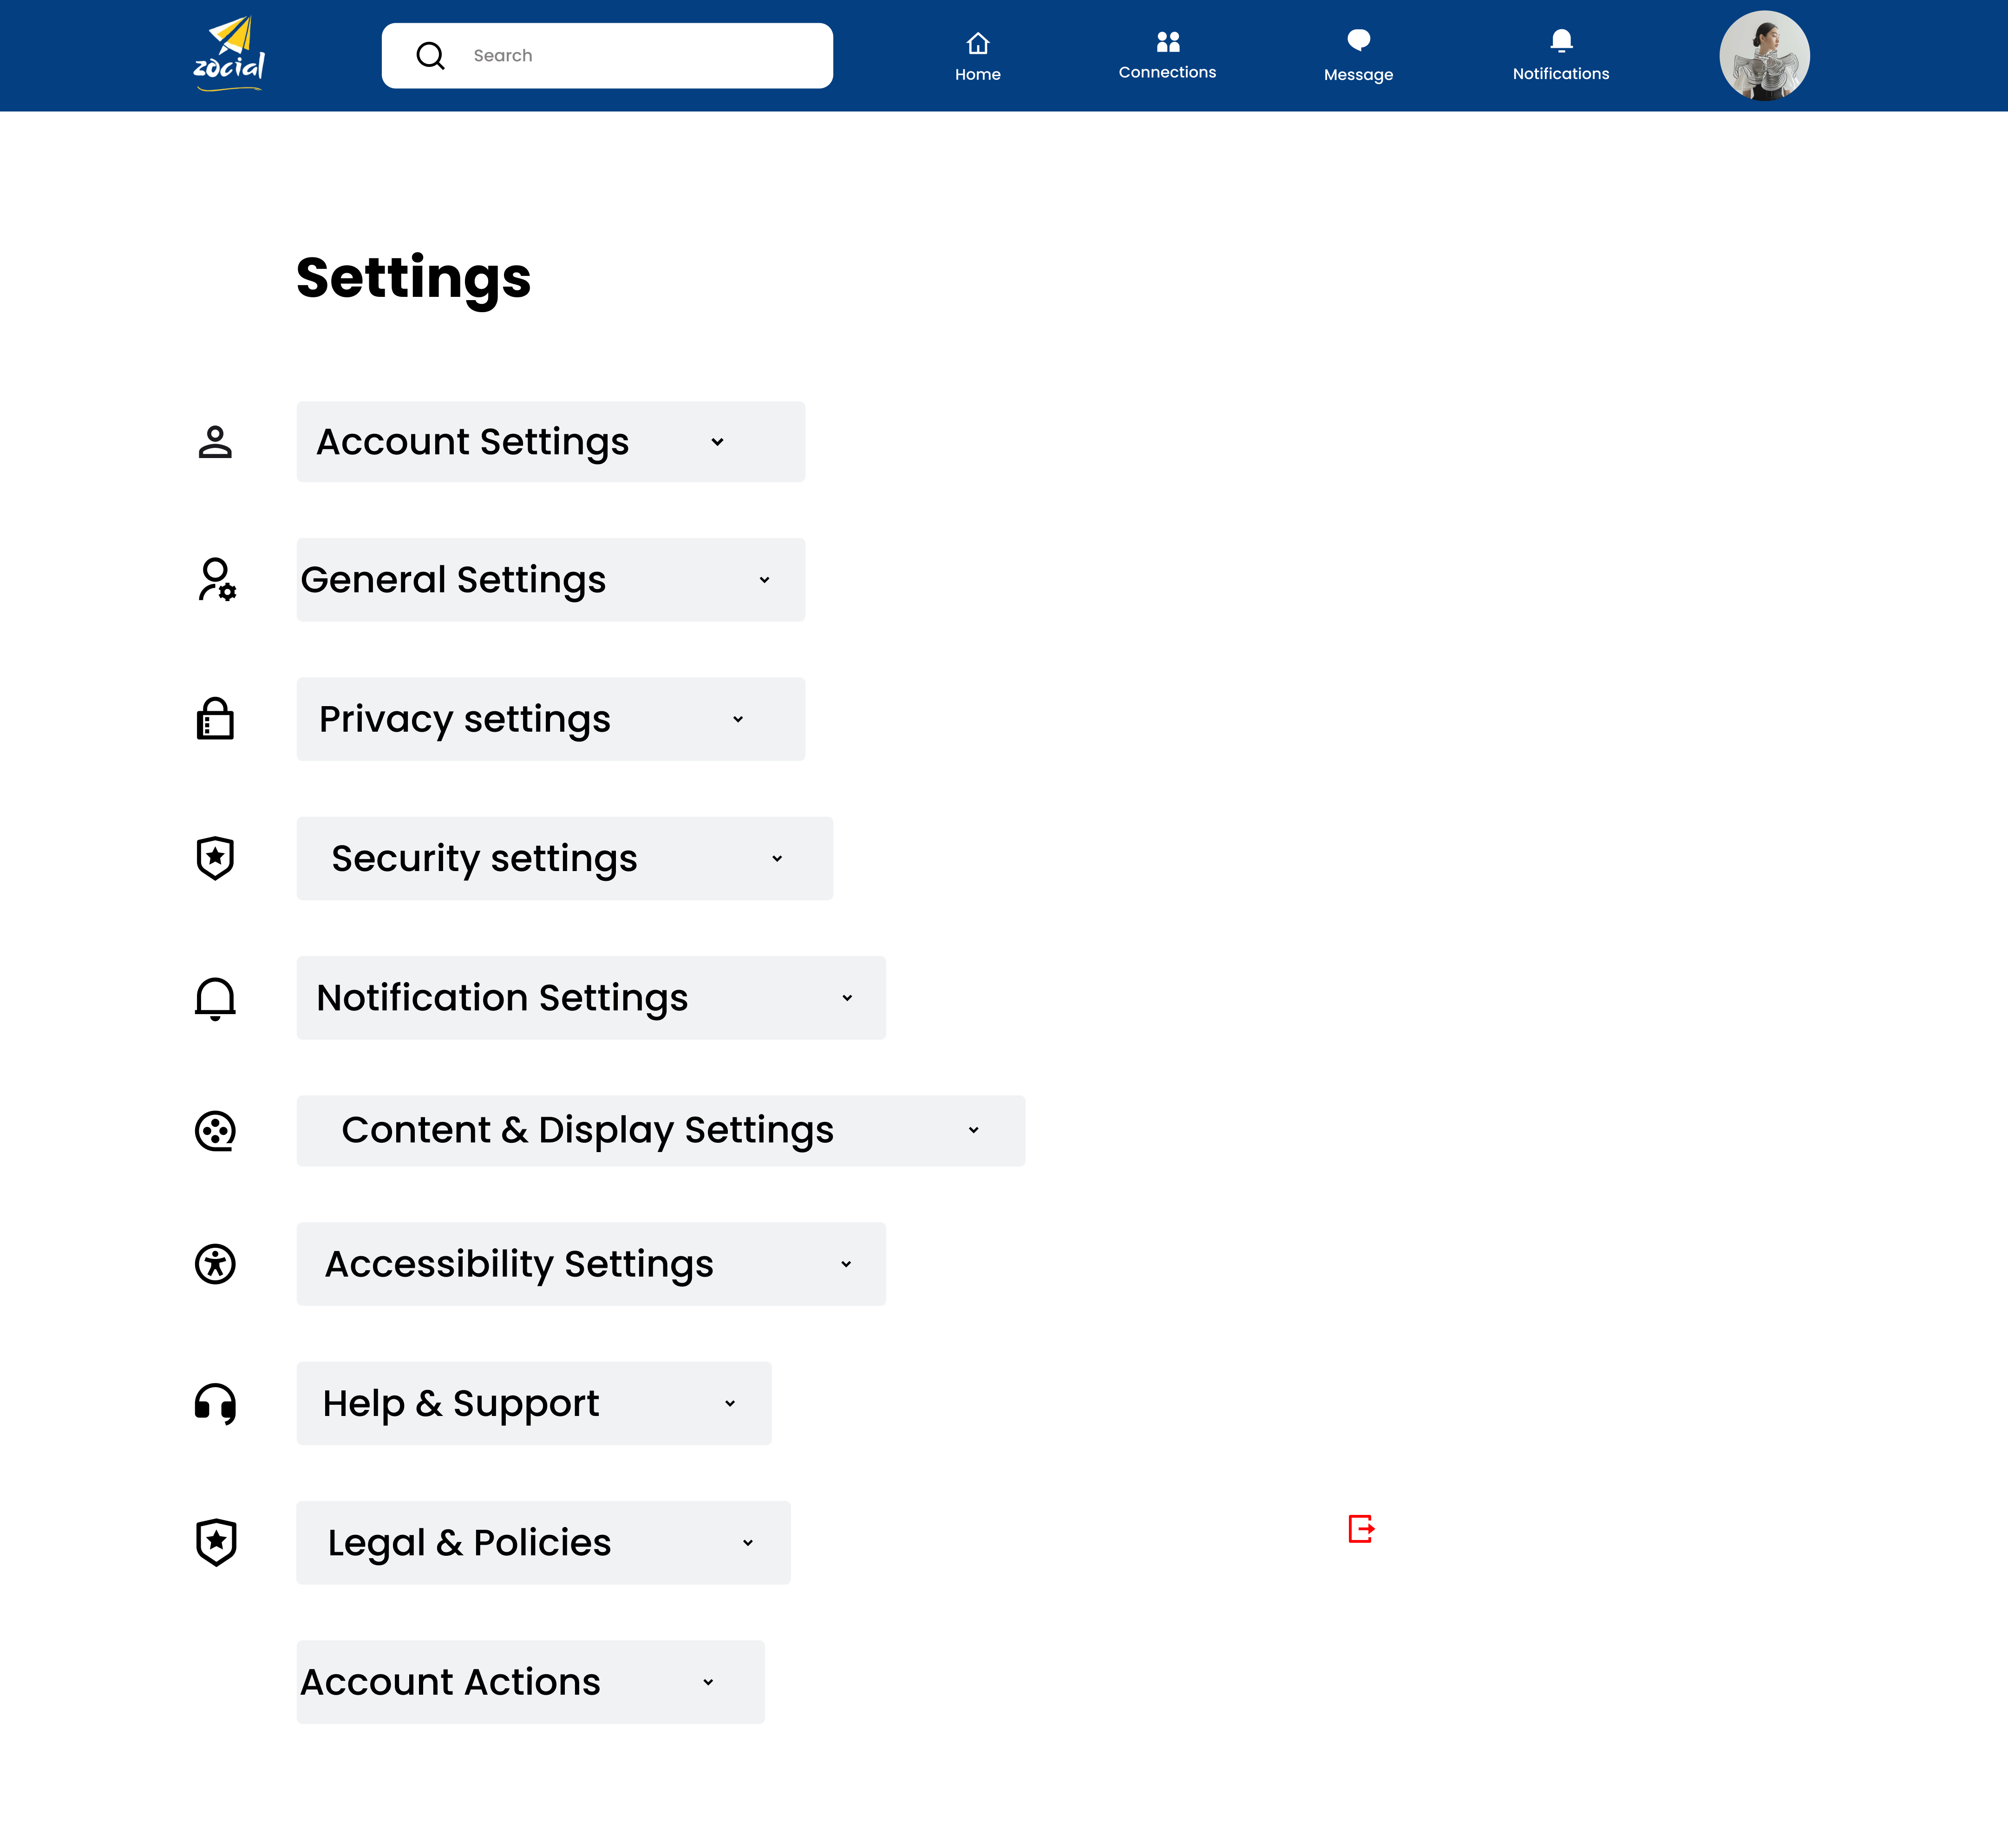 zocial
Search
Home
Connections
Message
Notifications
Settings
Account Settings
General Settings
Privacy settings
Security settings
Notification Settings
Content & Display Settings
Accessibility Settings
Help & Support
Legal & Policies
Account Actions